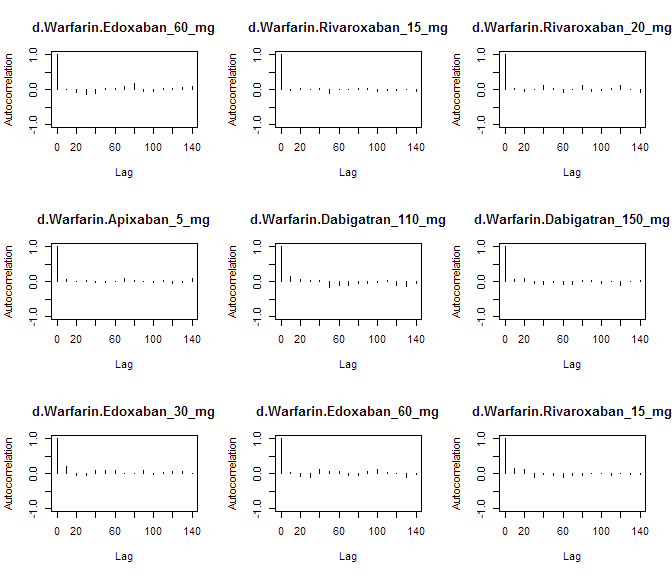 d.Warfarin.Edoxaban_60_mg
Autocorrelation
1.0
0.0
-1.0
0 20 60 100 140
Lag
d.Warfarin.Rivaroxaban_15_mg
Autocorrelation
1.0
0.0
-1.0
0 20 60 100 140
Lag
d.Warfarin.Rivaroxaban_20_mg
Autocorrelation
1.0
0.0
-1.0
0 20 60 100 140
Lag
d.Warfarin.Apixaban_5_mg
Autocorrelation
1.0
0.0
-1.0
0 20 60 100 140
Lag
d.Warfarin.Dabigatran_110_mg
Autocorrelation
1.0
0.0
-1.0
0 20 60 100 140
Lag
d.Warfarin.Dabigatran_150_mg
Autocorrelation
1.0
0.0
-1.0
0 20 60 100 140
Lag
d.Warfarin.Edoxaban_30_mg
Autocorrelation
1.0
0.0
-1.0
0 20 60 100 140
Lag
d.Warfarin.Edoxaban_60_mg
Autocorrelation
1.0
0.0
-1.0
0 20 60 100 140
Lag
d.Warfarin.Rivaroxaban_15_mg
Autocorrelation
1.0
0.0
-1.0
0 20 60 100 140
Lag